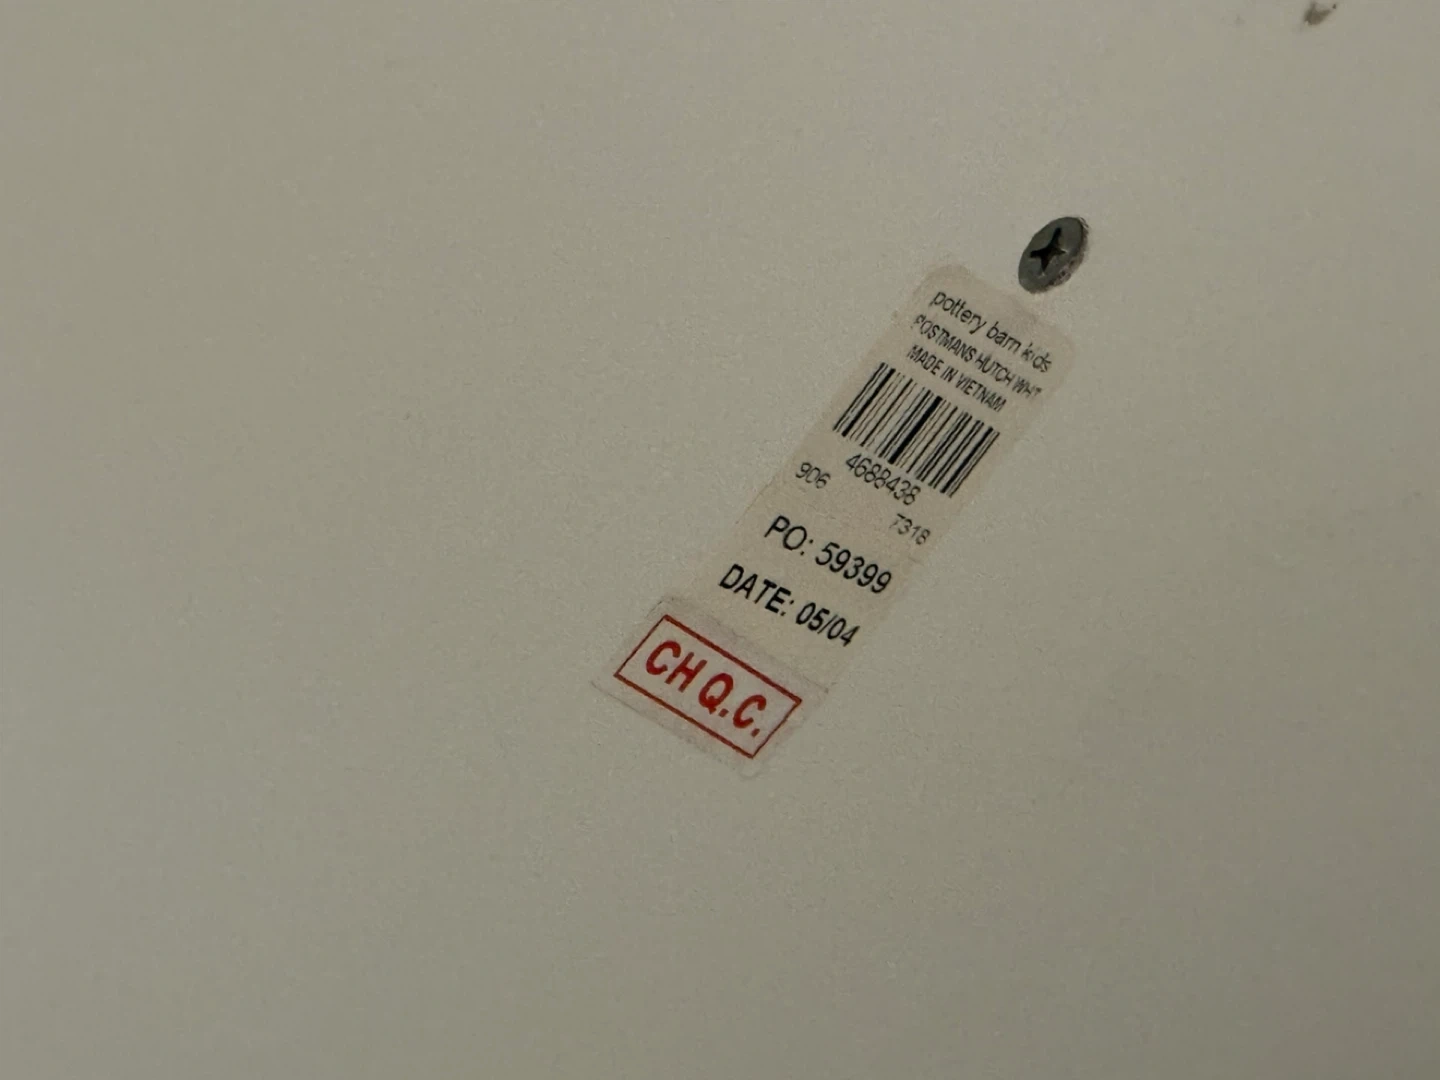 pottery barn kids
POSTMANS HUTCH WHT
MADE IN VIETNAM
4688438
906 7318
PO: 59399
DATE: 05/04
CH Q.C.